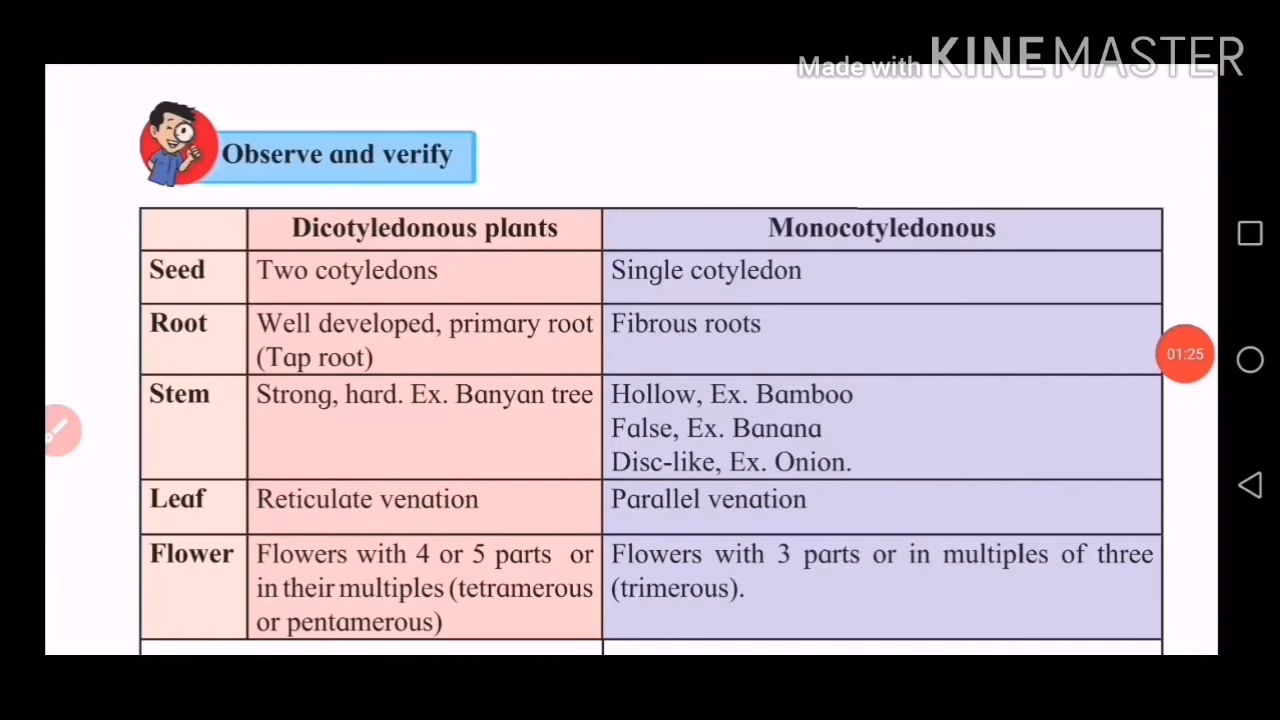 Made with KINEMASTER
Observe and verify
Dicotyledonous plants Monocotyledonous
Seed Two cotyledons Single cotyledon
Root Well developed, primary root Fibrous roots
(Tap root)
01:25
Stem Strong, hard. Ex. Banyan tree Hollow, Ex. Bamboo
False, Ex. Banana
Disc-like, Ex. Onion.
Leaf Reticulate venation Parallel venation
Flower Flowers with 4 or 5 parts or Flowers with 3 parts or in multiples of three
in their multiples (tetramerous (trimerous).
or pentamerous)